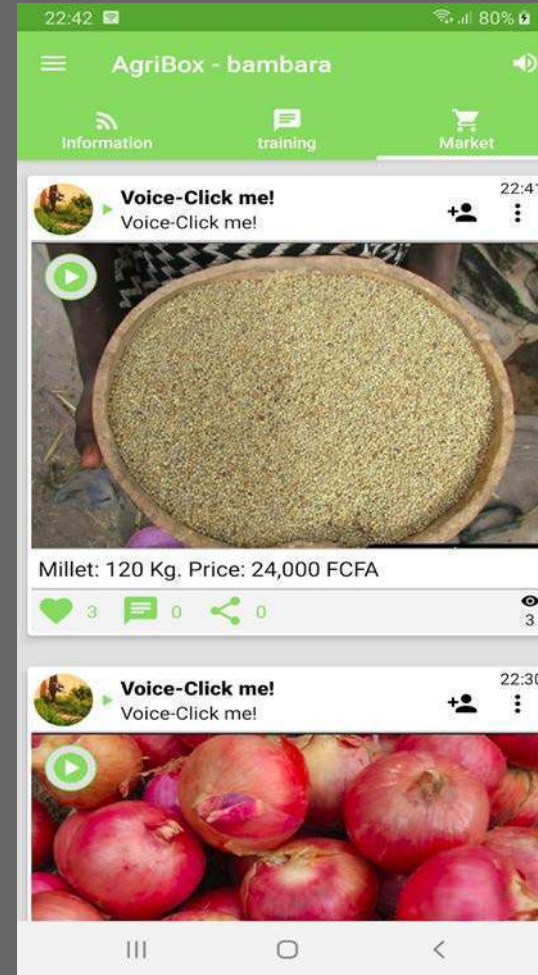 22:42 80%
AgriBox - bambara
Information training Market
Voice-Click me! 22:41
Voice-Click me!
Millet: 120 Kg. Price: 24,000 FCFA
3 0 0 3
Voice-Click me! 22:30
Voice-Click me!